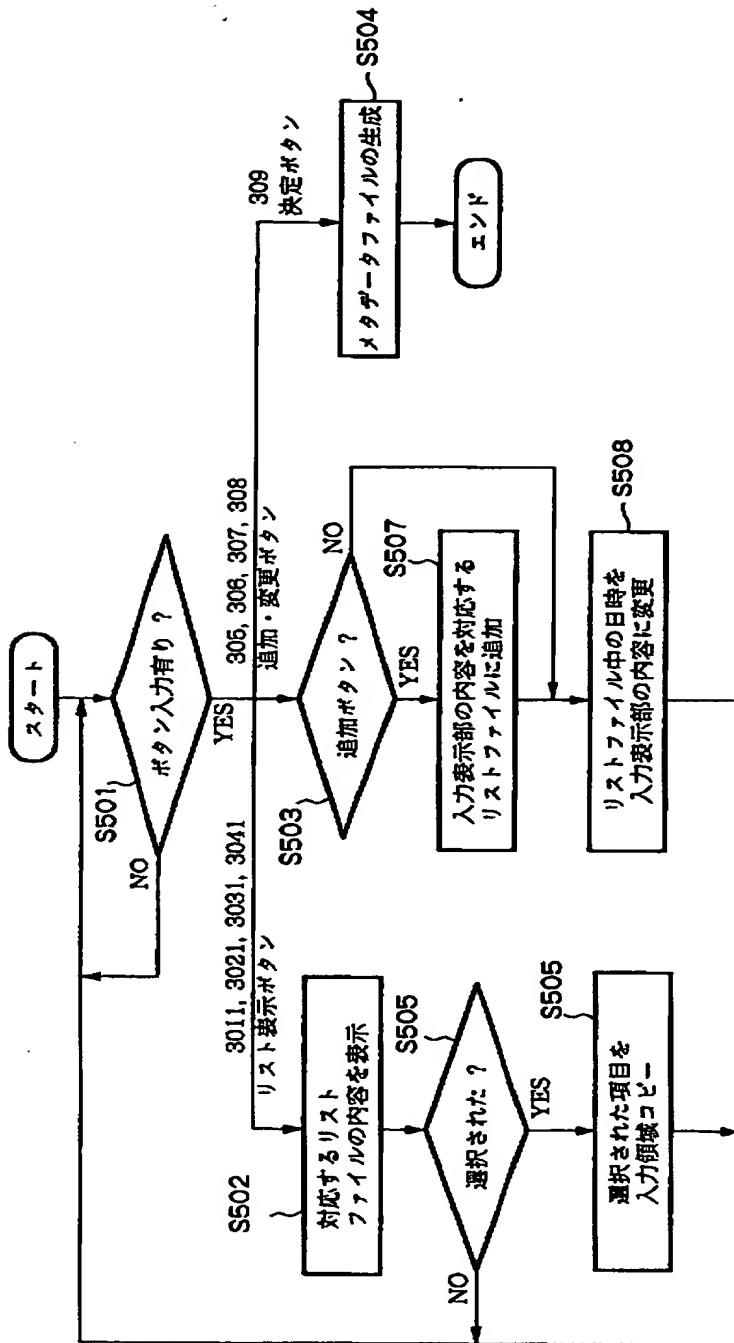 スタート
ボタン入力有り ?
S501
NO
YES
3011, 3021, 3031, 3041
リスト表示ボタン
305, 306, 307, 308
追加・変更ボタン
309
決定ボタン
S502
対応するリスト
ファイルの内容を表示
S505
選択された ?
NO
YES
S505
選択された項目を
入力領域コピー
S503
追加ボタン ?
NO
YES
S507
入力表示部の内容を対応する
リストファイルに追加
S508
リストファイル中の日時を
入力表示部の内容に変更
S504
メタデータファイルの生成
エンド